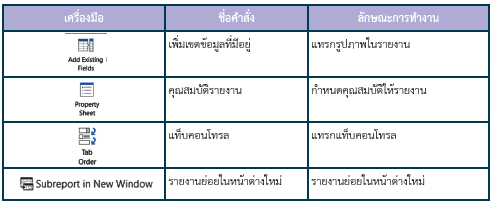 เครื่องมือ ชื่อคำสั่ง ลักษณะการทำงาน
Add Existing
Fields
เพิ่มเขตข้อมูลที่มีอยู่ แทรกรูปภาพในรายงาน
Property
Sheet
คุณสมบัติรายงาน กำหนดคุณสมบัติให้รายงาน
Tab
Order
แท็บคอนโทรล แทรกแท็บคอนโทรล
Subreport in New Window รายงานย่อยในหน้าต่างใหม่ รายงานย่อยในหน้าต่างใหม่